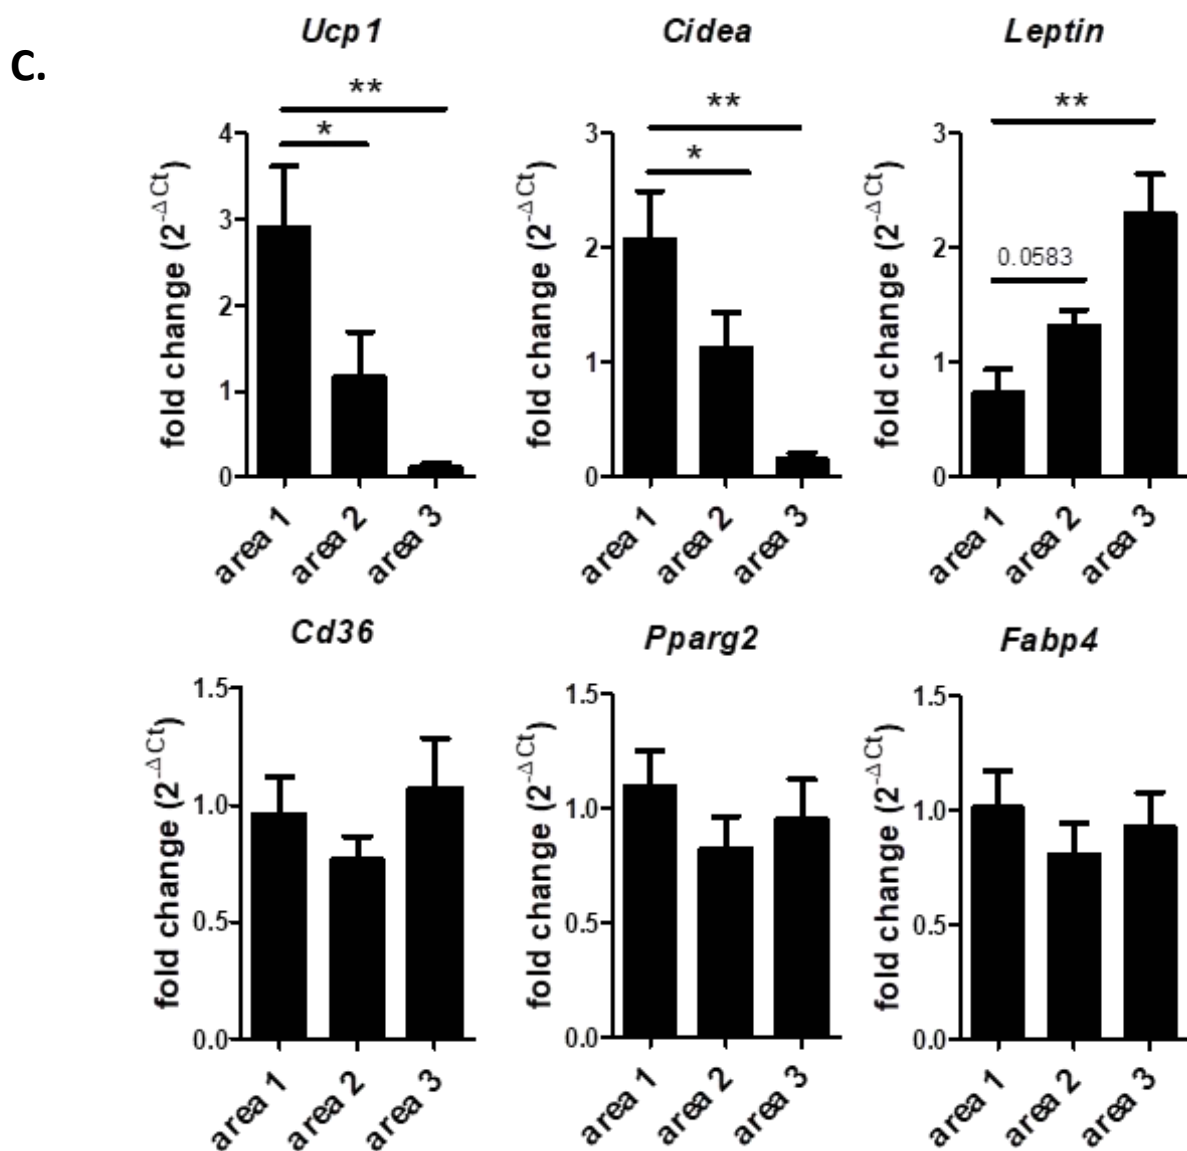 C.
Ucp1
**
*
4
3
2
1
0
fold change (2^-ΔCt)
area 1
area 2
area 3
Cidea
**
*
3
2
1
0
fold change (2^-ΔCt)
area 1
area 2
area 3
Leptin
**
0.0583
3
2
1
0
fold change (2^-ΔCt)
area 1
area 2
area 3
Cd36
1.5
1.0
0.5
0.0
fold change (2^-ΔCt)
area 1
area 2
area 3
Pparg2
1.5
1.0
0.5
0.0
fold change (2^-ΔCt)
area 1
area 2
area 3
Fabp4
1.5
1.0
0.5
0.0
fold change (2^-ΔCt)
area 1
area 2
area 3